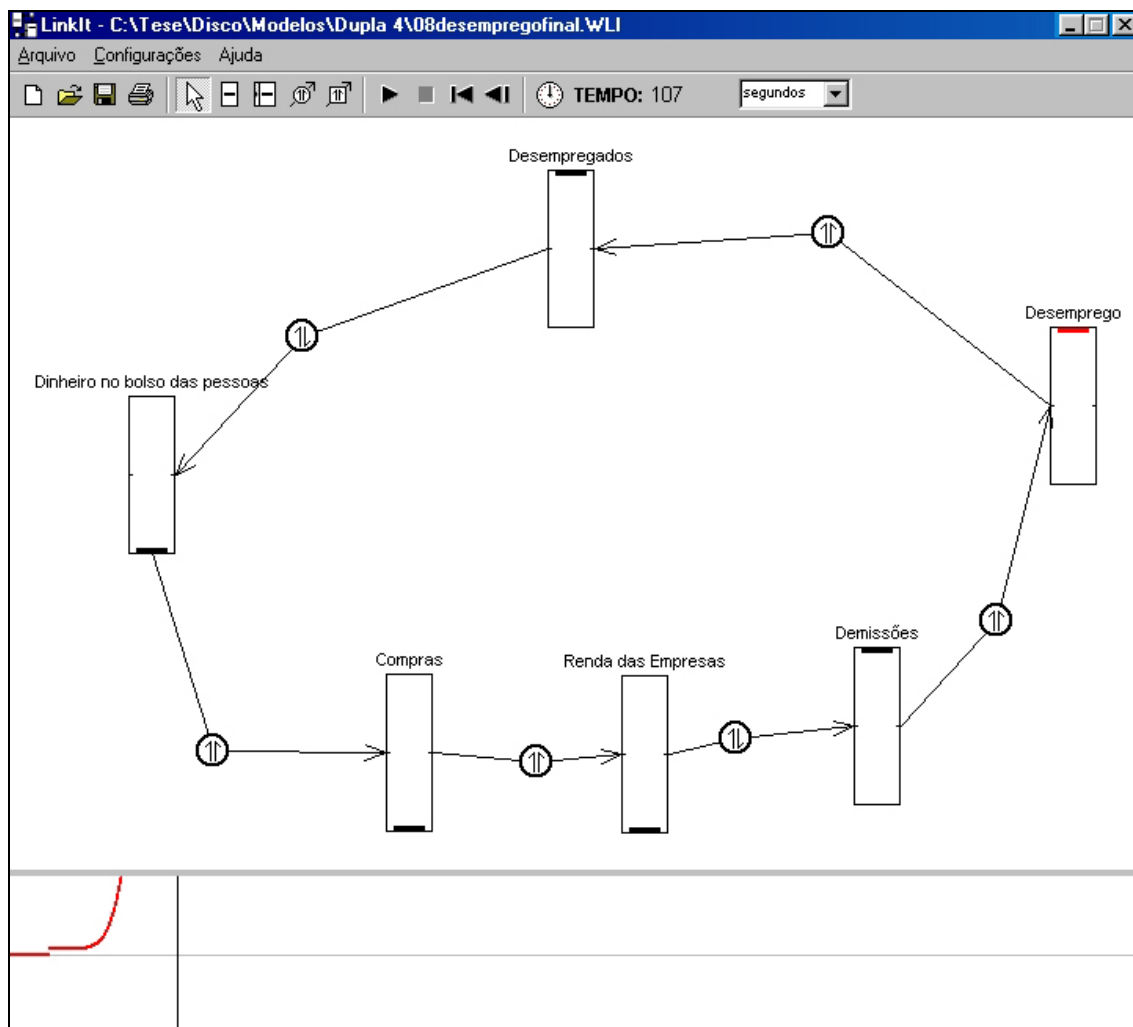 LinkIt - C:\Tese\Disco\Modelos\Dupla 4\08desempregofinal.WLI
Arquivo Configurações Ajuda
TEMPO: 107 segundos
Desempregados
Desemprego
Dinheiro no bolso das pessoas
Demissões
Compras
Renda das Empresas